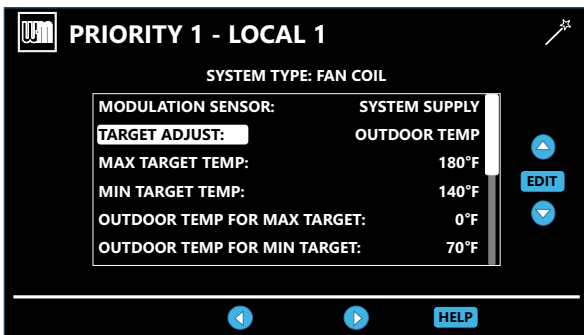 WM PRIORITY 1 - LOCAL 1
SYSTEM TYPE: FAN COIL
MODULATION SENSOR: SYSTEM SUPPLY
TARGET ADJUST: OUTDOOR TEMP
MAX TARGET TEMP: 180°F
MIN TARGET TEMP: 140°F
OUTDOOR TEMP FOR MAX TARGET: 0°F
OUTDOOR TEMP FOR MIN TARGET: 70°F
EDIT
HELP